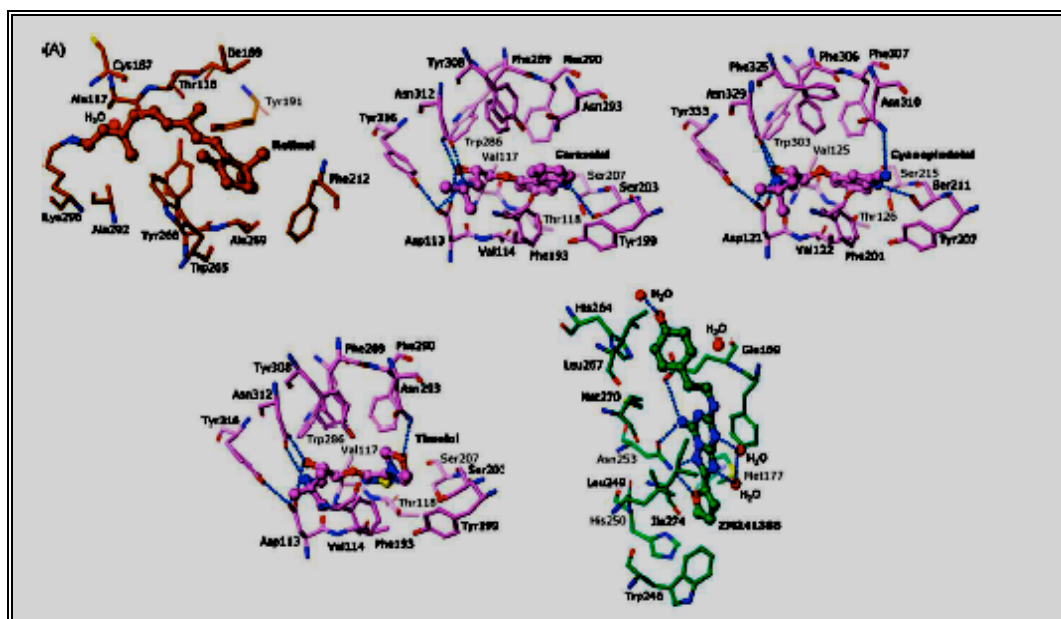 (A)
Cys187
Ile189
Thr118
Ala117
Tyr191
H₂O
Retinal
Lys296
Phe212
Ala292
Tyr268
Ala269
Trp265
Tyr308
Phe289
Phe290
Asn312
Asn293
Tyr316
Trp286
Val117
Carazolol
Ser207
Ser203
Thr118
Tyr199
Asp113
Val114
Phe193
Phe306
Phe307
Phe325
Asn329
Asn310
Tyr333
Trp303
Val125
Cyanopindolol
Ser215
Ser211
Thr126
Tyr207
Asp121
Val122
Phe201
Phe289
Phe290
Tyr308
Asn312
Asn293
Tyr316
Trp286
Timolol
Val117
Ser207
Ser203
Thr118
Tyr199
Asp113
Val114
Phe193
H₂O
His264
H₂O
Leu267
Glu169
Met270
Asn253
H₂O
Met177
Leu249
H₂O
His250
Ile274
ZM241385
Trp246